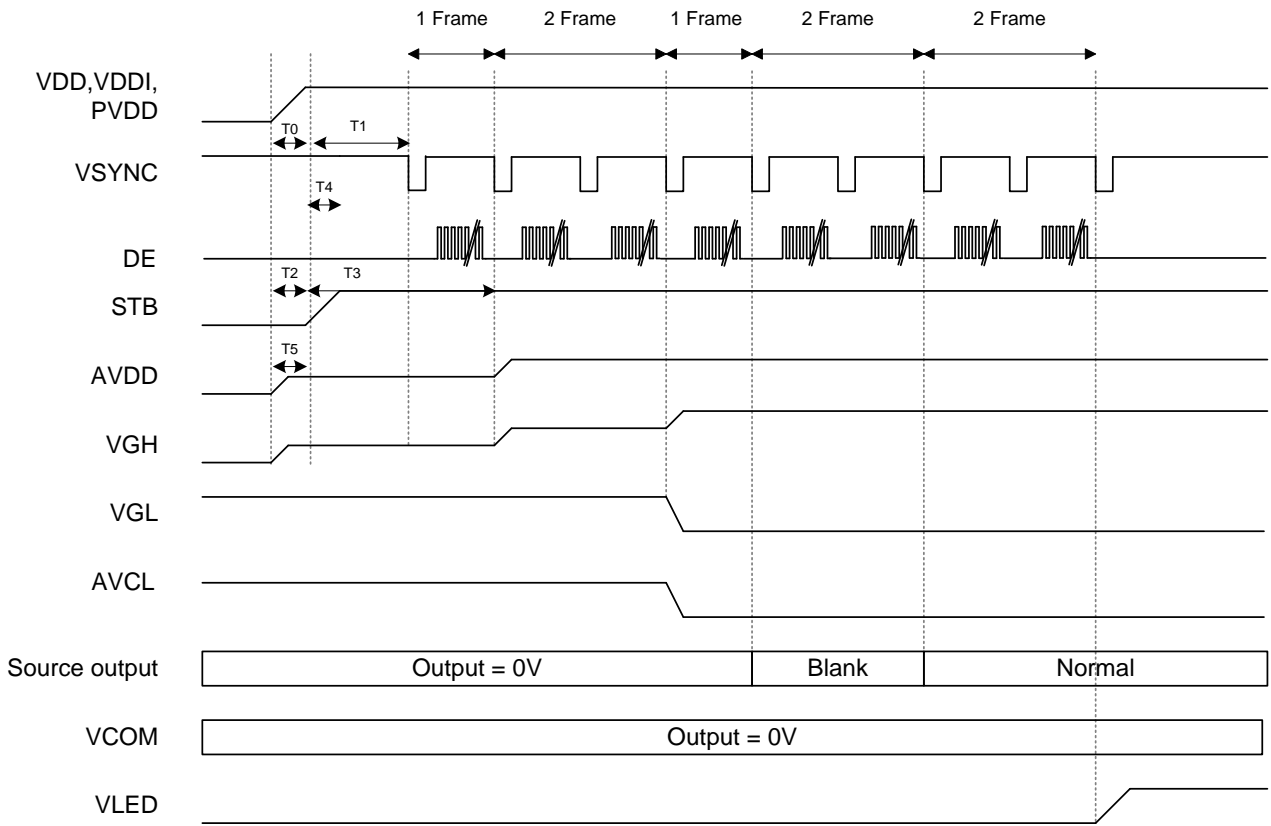 1 Frame
2 Frame
1 Frame
2 Frame
2 Frame
VDD,VDDI,
PVDD
T0
T1
VSYNC
T4
DE
T2
T3
STB
T5
AVDD
VGH
VGL
AVCL
Source output
Output = 0V
Blank
Normal
VCOM
Output = 0V
VLED